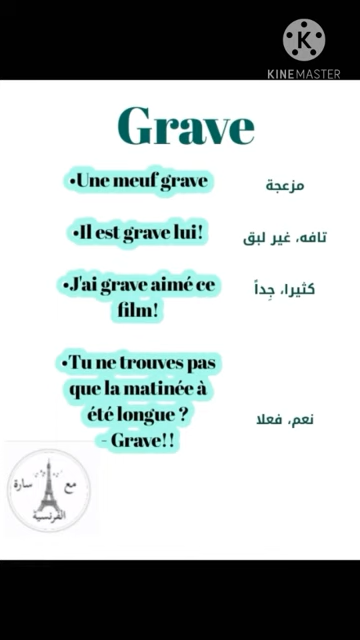 KINEMASTER
Grave
•Une meuf grave
مزعجة
•Il est grave lui!
تافه، غير لبق
•J'ai grave aimé ce
film!
كثيرا، جِداً
•Tu ne trouves pas
que la matinée à
été longue ?
- Grave!!
نعم، فعلا
مع سارة
الفرنسية